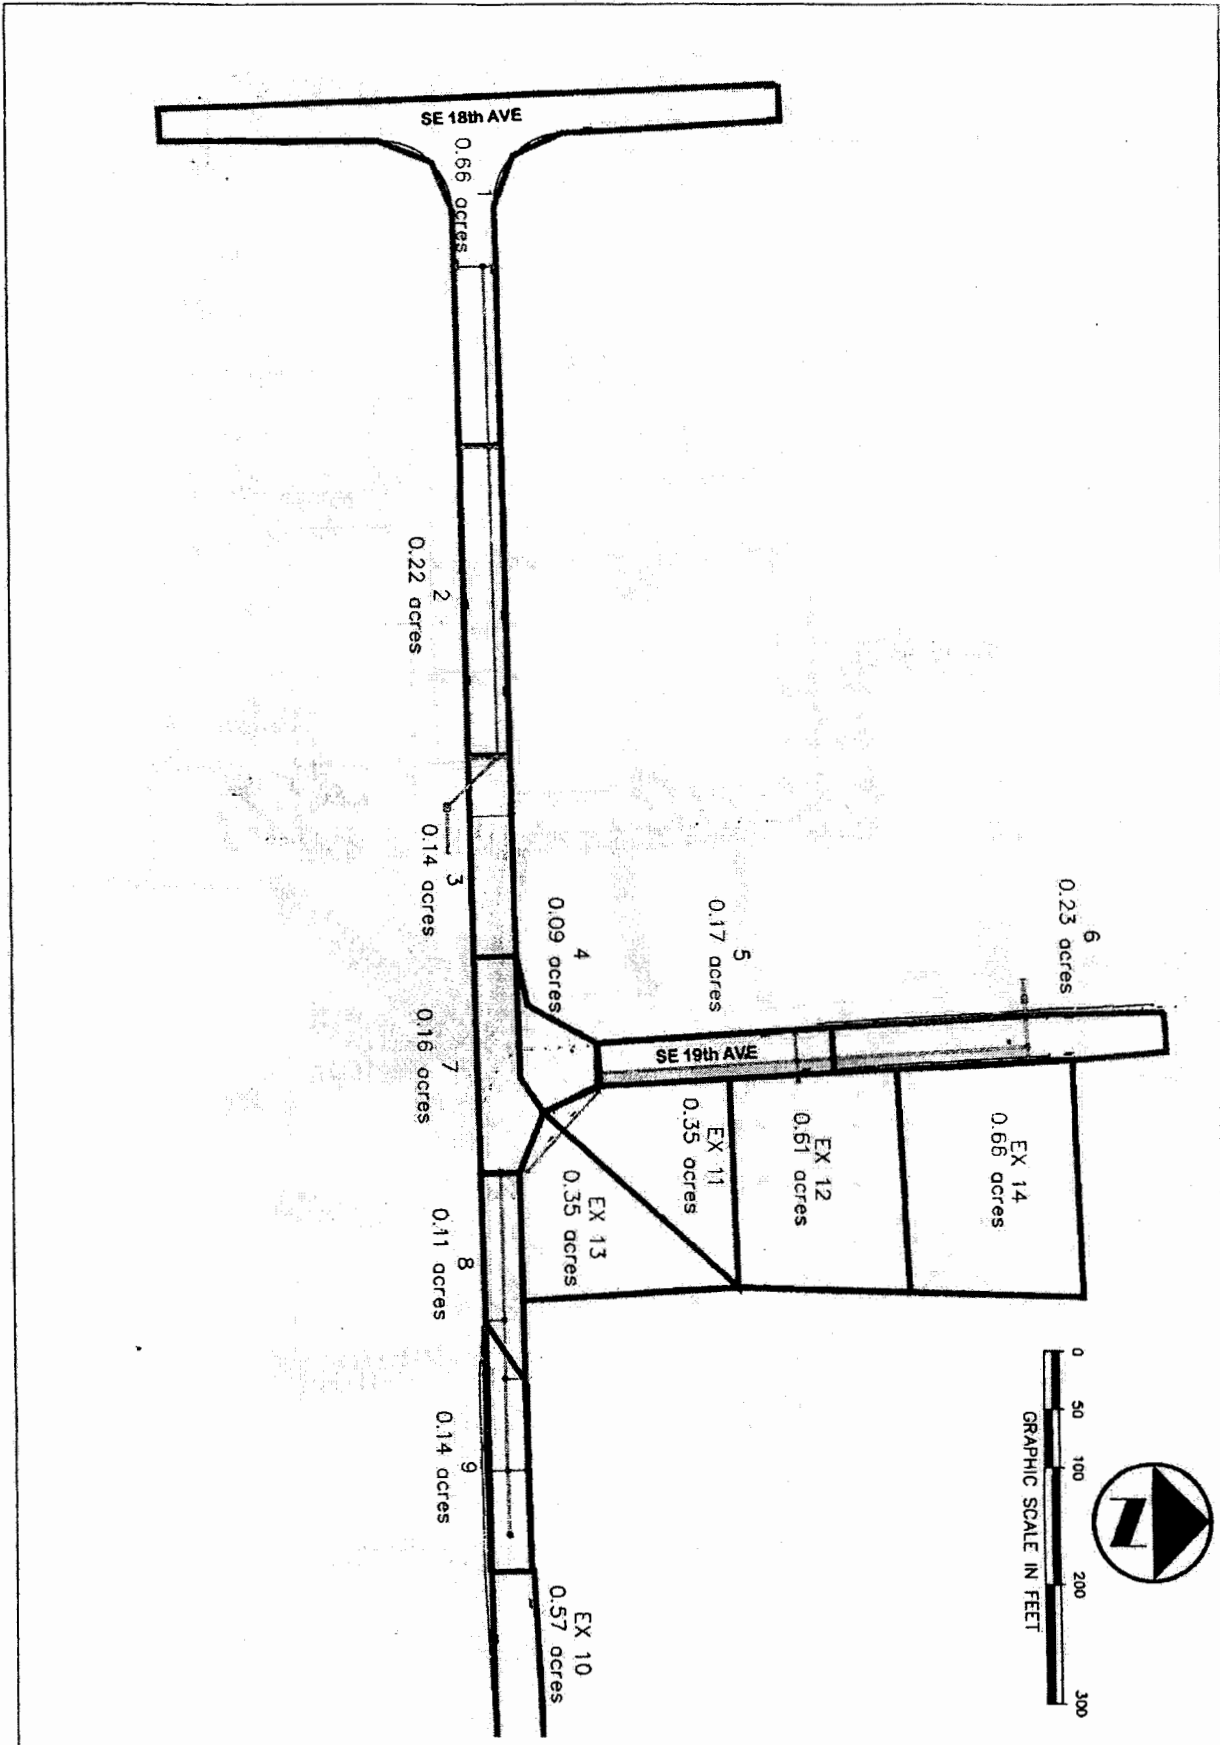 SE 18th AVE
1
0.66 acres
2
0.22 acres
3
0.14 acres
4
0.09 acres
5
0.17 acres
6
0.23 acres
SE 19th AVE
7
0.16 acres
EX 11
0.35 acres
EX 12
0.61 acres
EX 14
0.66 acres
EX 13
0.35 acres
8
0.11 acres
9
0.14 acres
EX 10
0.57 acres
0 50 100 200 300
GRAPHIC SCALE IN FEET
N